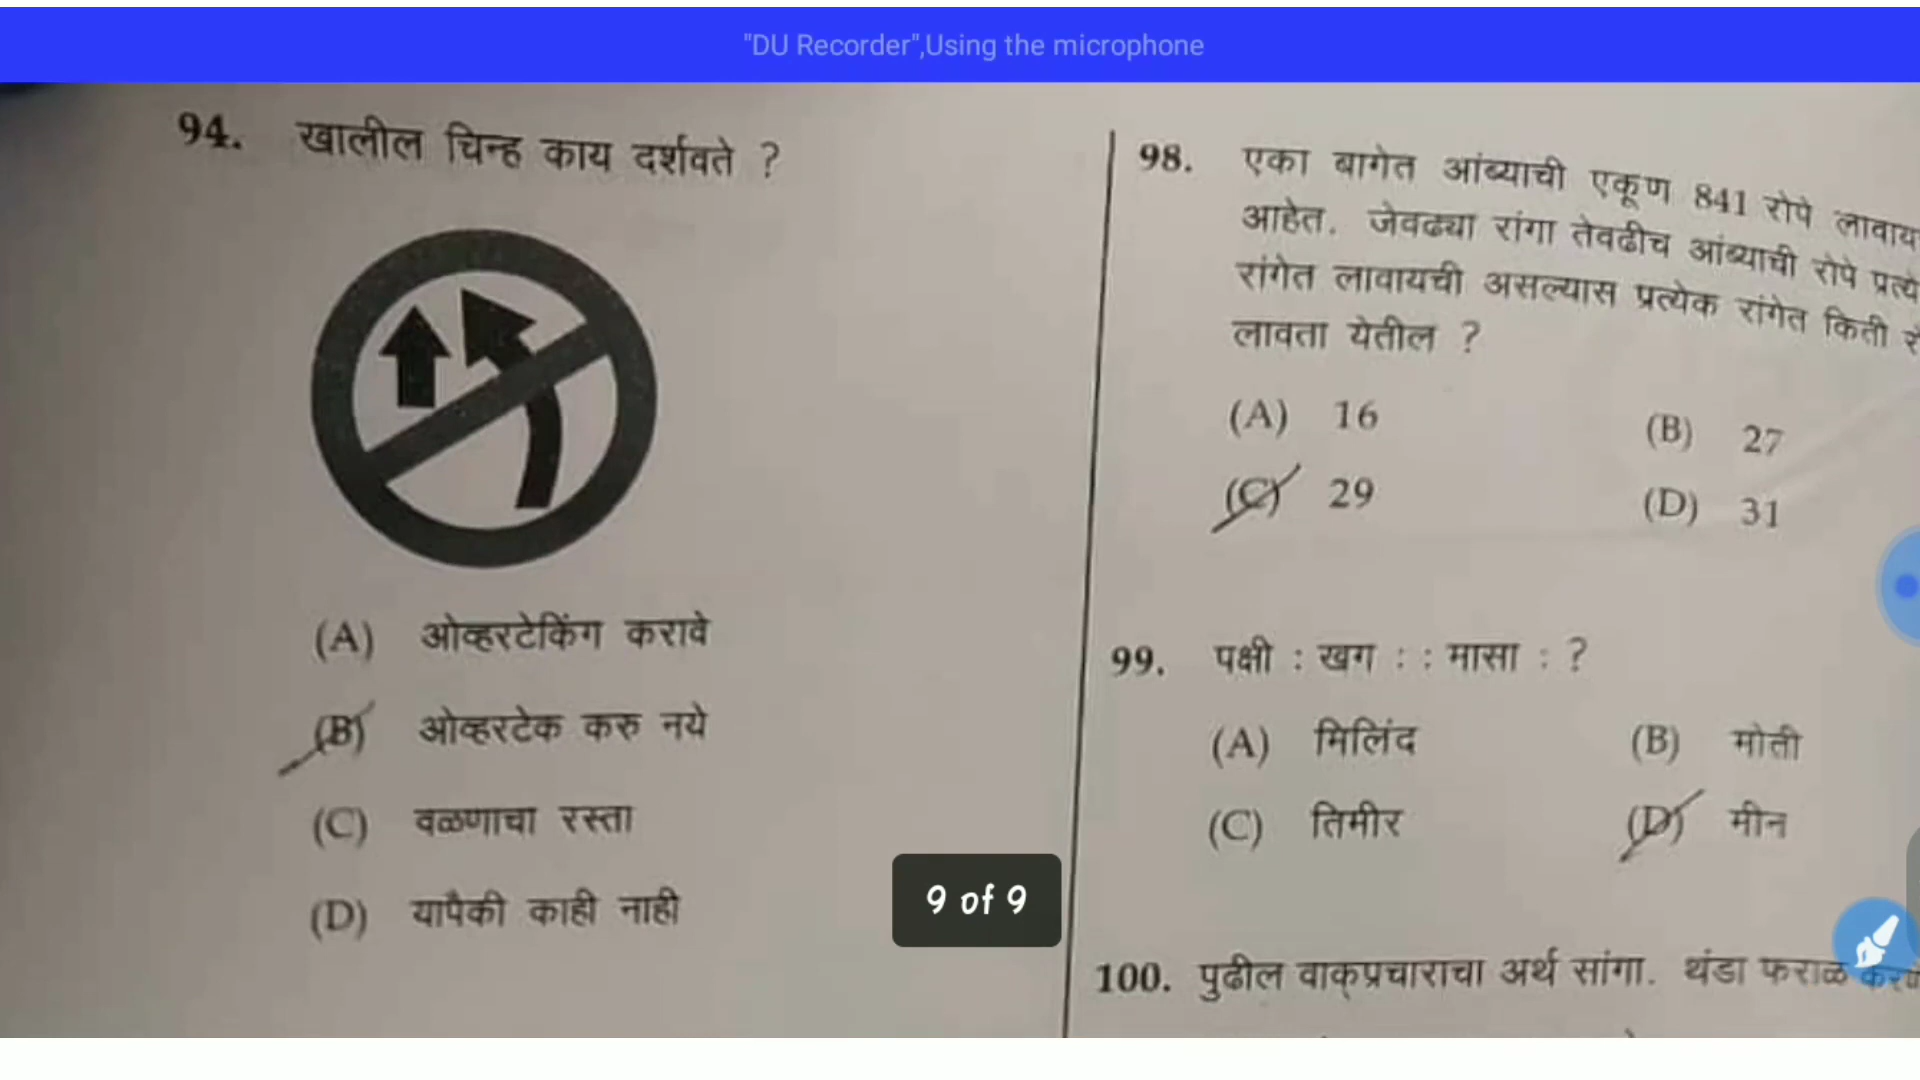 "DU Recorder",Using the microphone
94. खालील चिन्ह काय दर्शवते ?
(A) ओव्हरटेकिंग करावे
(B) ओव्हरटेक करु नये
(C) वळणाचा रस्ता
(D) यापैकी काही नाही
9 of 9
98. एका बागेत आंब्याची एकूण 841 रोपे
आहेत. जेवढ्या रांगा तेवढीच आंब्याची रोपे
रांगेत लावायची असल्यास प्रत्येक रांगेत किती
लावता येतील ?
(A) 16 (B) 27
(C) 29 (D) 31
99. पक्षी : खग : : मासा : ?
(A) मिलिंद (B) मोती
(C) तिमीर (D) मीन
100. पुढील वाक्प्रचाराचा अर्थ सांगा. थंडा फराळ